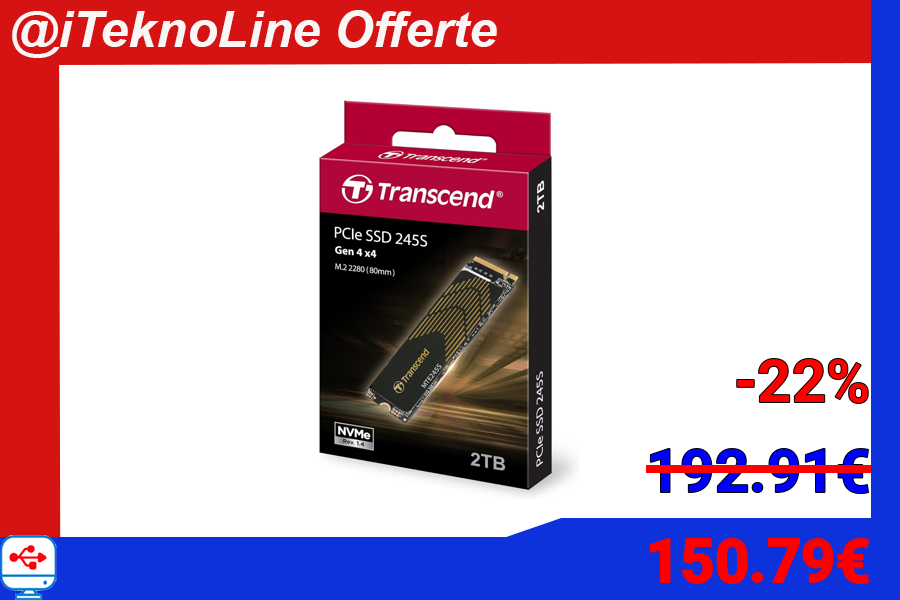 @iTeknoLine Offerte
Transcend
Transcend®
2TB
PCIe SSD 245S
Gen 4 x4
M.2 2280 (80mm)
Transcend
MTE245S
NVMe
Rev. 1.4
2TB
PCIe SSD 245S
-22%
192.91€
150.79€